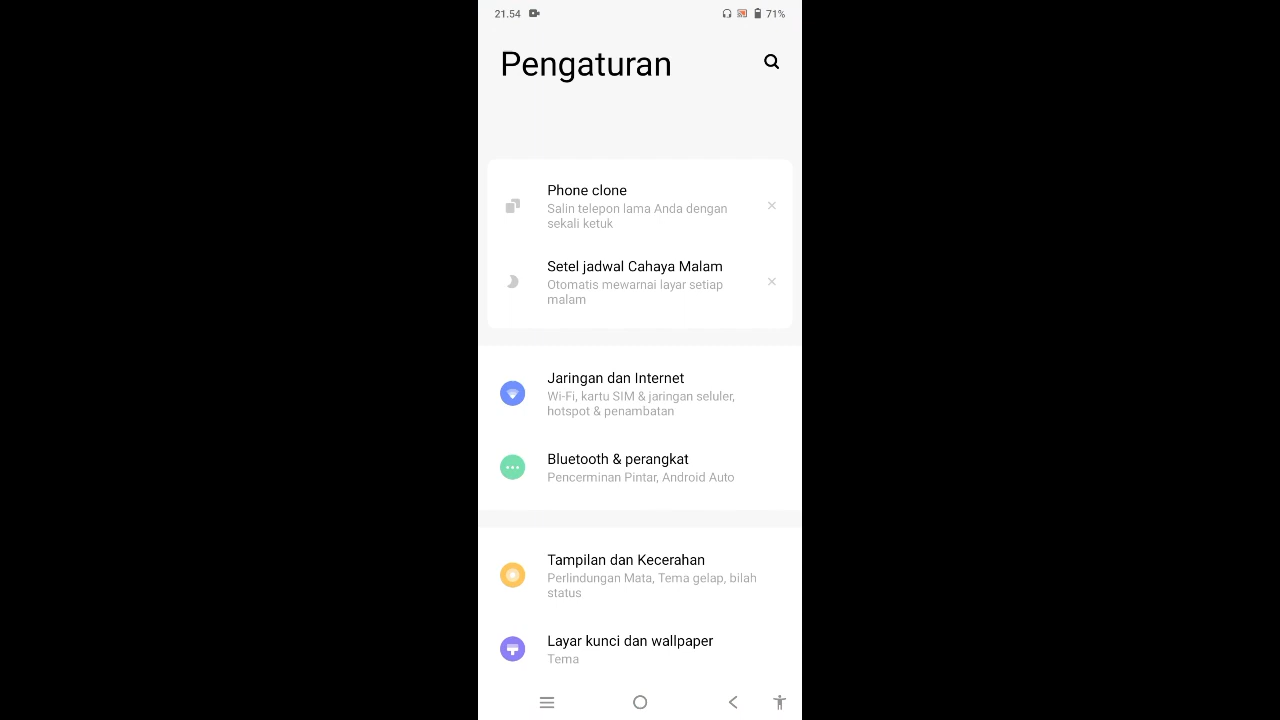 21.54
71%
Pengaturan
Phone clone
Salin telepon lama Anda dengan
sekali ketuk
Setel jadwal Cahaya Malam
Otomatis mewarnai layar setiap
malam
Jaringan dan Internet
Wi-Fi, kartu SIM & jaringan seluler,
hotspot & penambatan
Bluetooth & perangkat
Pencerminan Pintar, Android Auto
Tampilan dan Kecerahan
Perlindungan Mata, Tema gelap, bilah
status
Layar kunci dan wallpaper
Tema